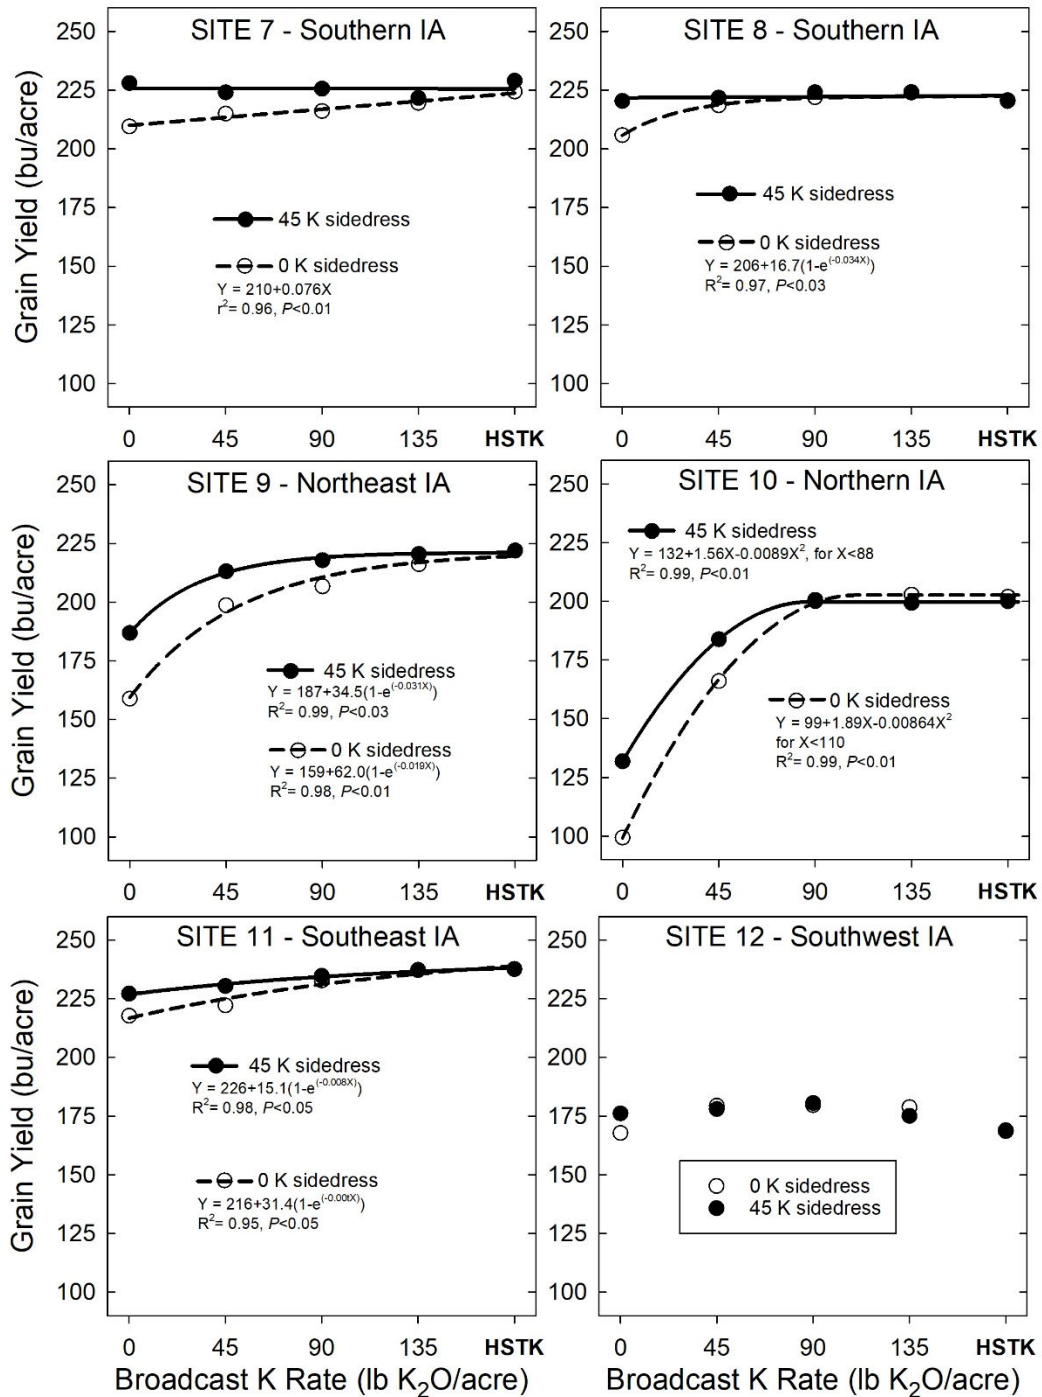 SITE 7 - Southern IA
250
225
200
175
150
125
100
Grain Yield (bu/acre)
45 K sidedress
0 K sidedress
Y = 210+0.076X
r²= 0.96, P<0.01
0 45 90 135 HSTK
SITE 8 - Southern IA
250
225
200
175
150
125
100
45 K sidedress
0 K sidedress
Y = 206+16.7(1-e^(-0.034X))
R²= 0.97, P<0.03
0 45 90 135 HSTK
SITE 9 - Northeast IA
250
225
200
175
150
125
100
Grain Yield (bu/acre)
45 K sidedress
Y = 187+34.5(1-e^(-0.031X))
R²= 0.99, P<0.03
0 K sidedress
Y = 159+62.0(1-e^(-0.019X))
R²= 0.98, P<0.01
0 45 90 135 HSTK
SITE 10 - Northern IA
250
225
200
175
150
125
100
45 K sidedress
Y = 132+1.56X-0.0089X², for X<88
R²= 0.99, P<0.01
0 K sidedress
Y = 99+1.89X-0.00864X²
for X<110
R²= 0.99, P<0.01
0 45 90 135 HSTK
SITE 11 - Southeast IA
250
225
200
175
150
125
100
Grain Yield (bu/acre)
45 K sidedress
Y = 226+15.1(1-e^(-0.008X))
R²= 0.98, P<0.05
0 K sidedress
Y = 216+31.4(1-e
R²= 0.95, P<0.05
0 45 90 135 HSTK
Broadcast K Rate (lb K₂O/acre)
SITE 12 - Southwest IA
250
225
200
175
150
125
100
0 K sidedress
45 K sidedress
0 45 90 135 HSTK
Broadcast K Rate (lb K₂O/acre)